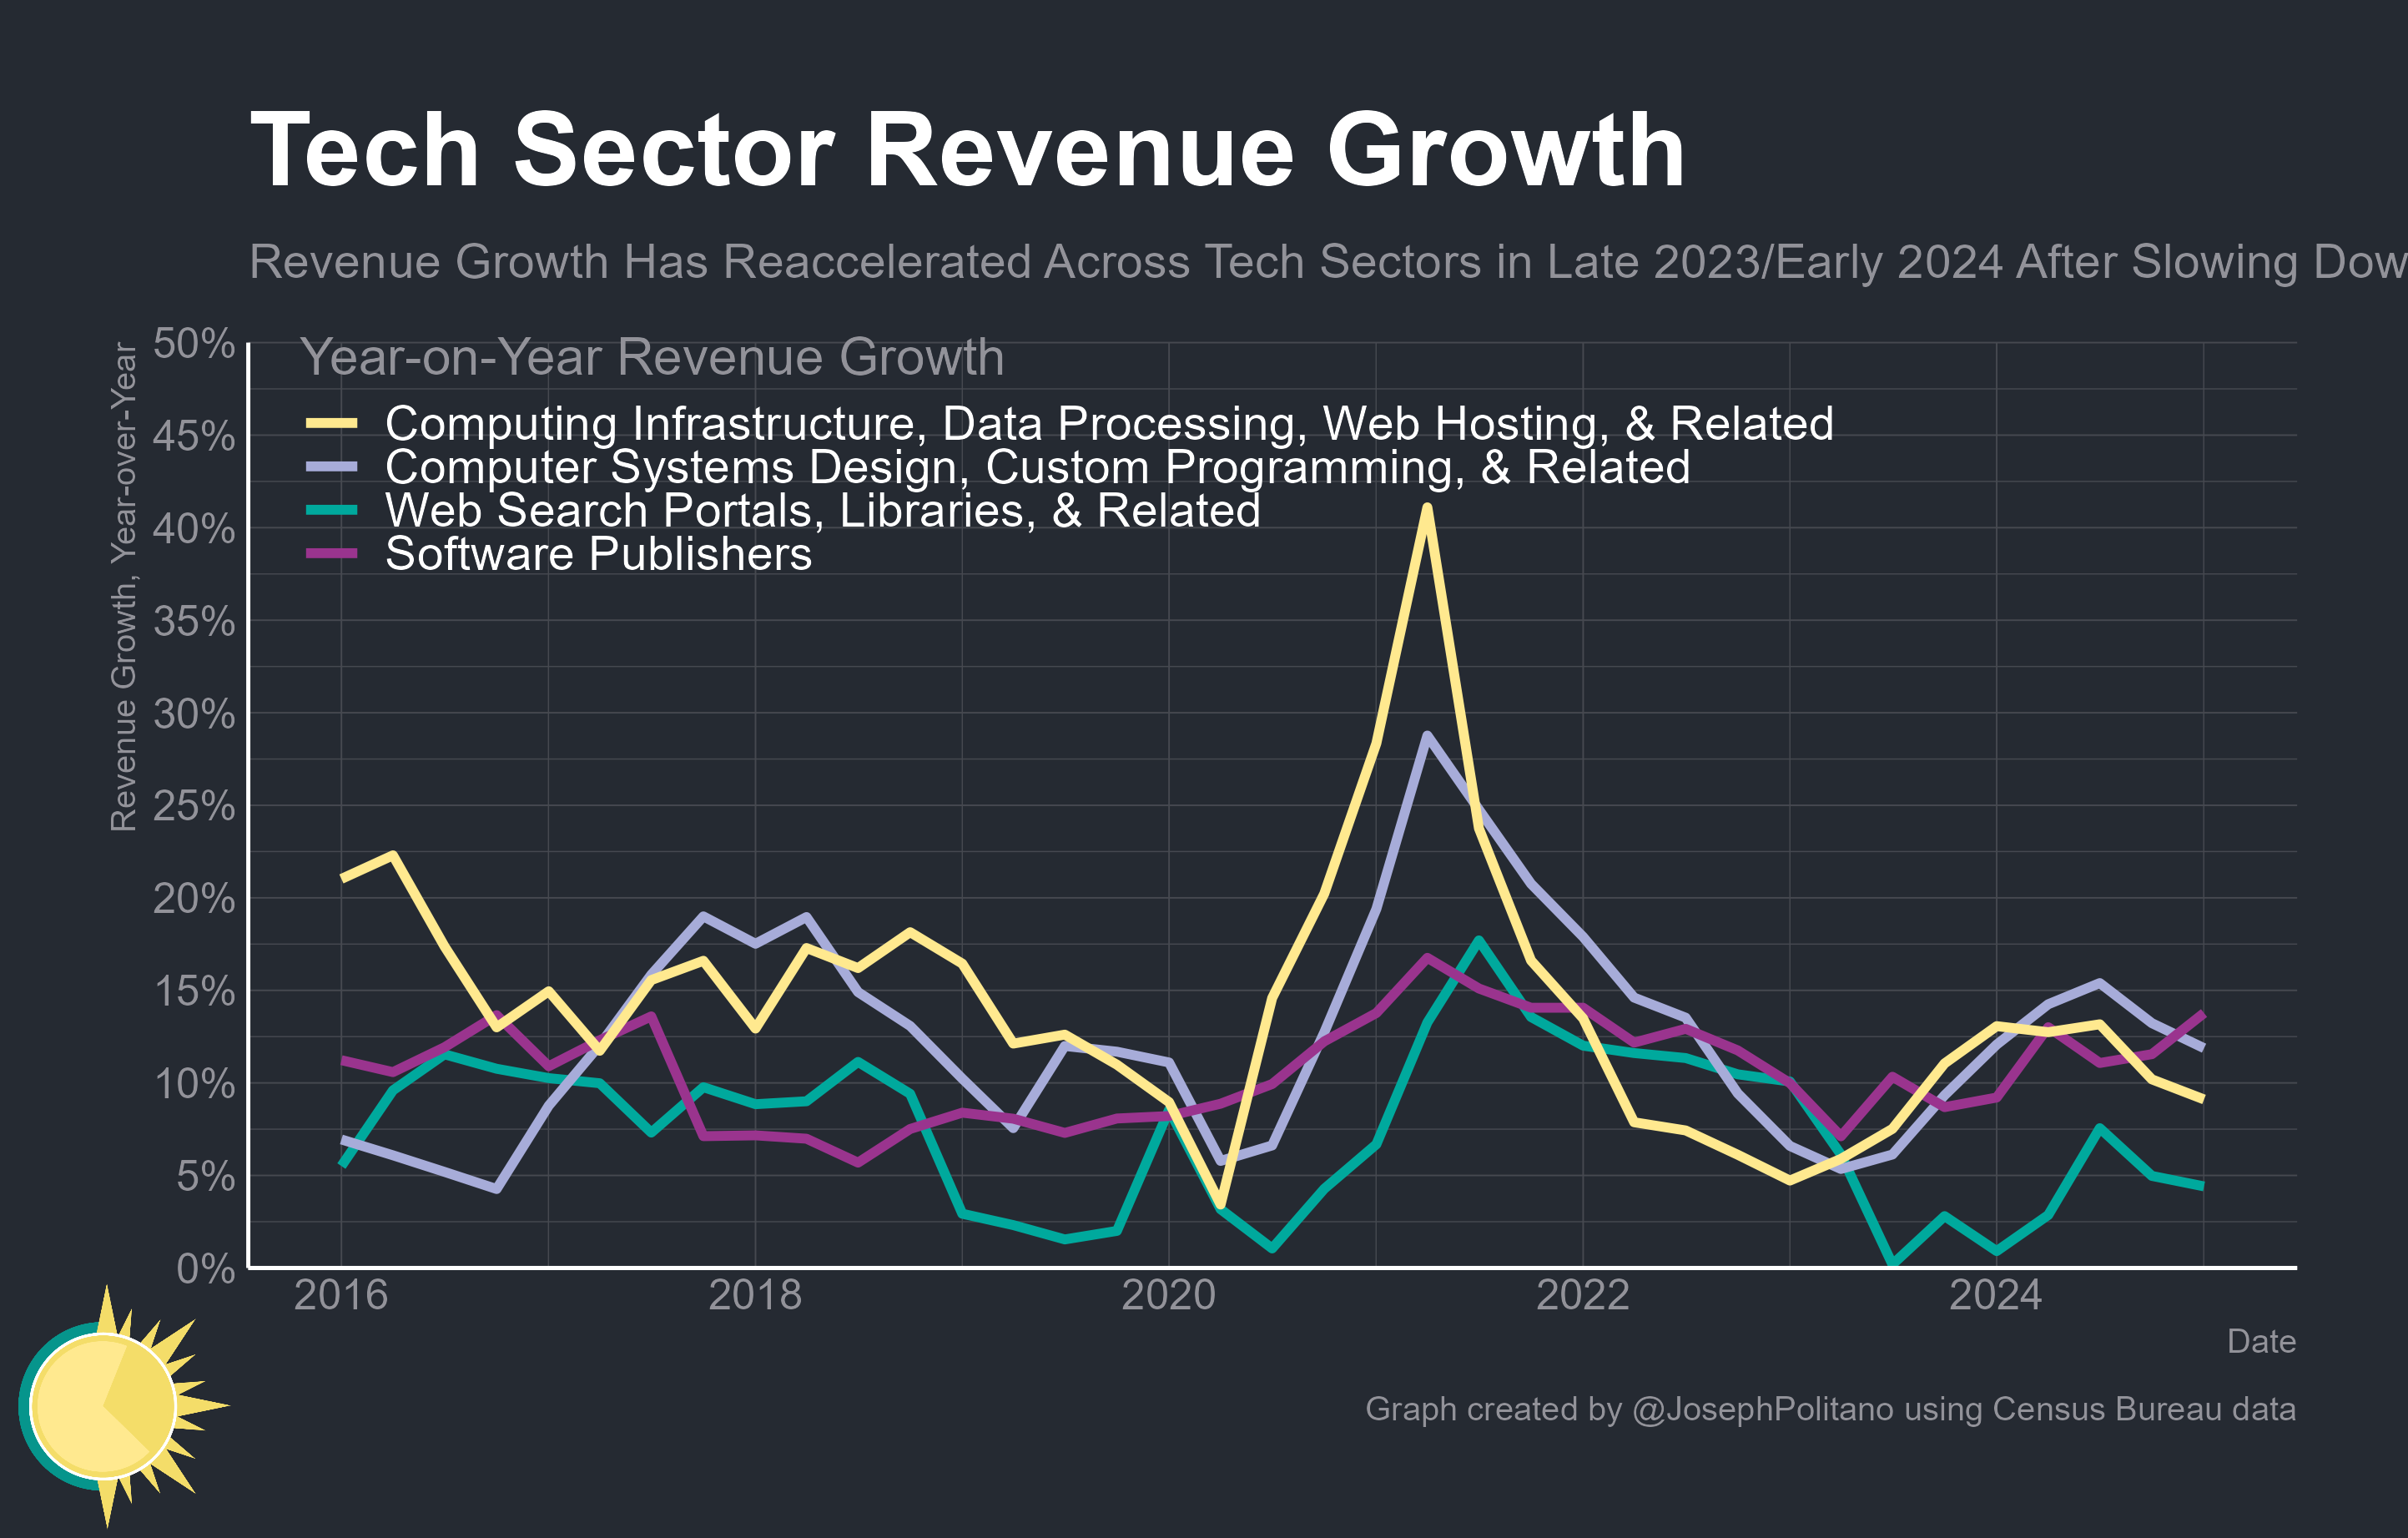 Tech Sector Revenue Growth
Revenue Growth Has Reaccelerated Across Tech Sectors in Late 2023/Early 2024 After Slowing
Revenue Growth, Year-over-Year
Year-on-Year Revenue Growth
Computing Infrastructure, Data Processing, Web Hosting, & Related
Computer Systems Design, Custom Programming, & Related
Web Search Portals, Libraries, & Related
Software Publishers
50%
45%
40%
35%
30%
25%
20%
15%
10%
5%
0%
2016 2018 2020 2022 2024
Date
Graph created by @JosephPolitano using Census Bureau data